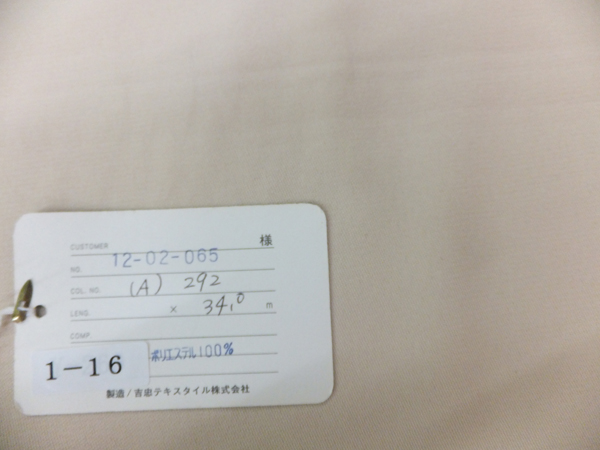 CUSTOMER 様
NO. 12-02-065
COL. NO. (A) 292
LENG. × 34.0 m
COMP.
ポリエステル100%
1-16
製造/吉忠テキスタイル株式会社